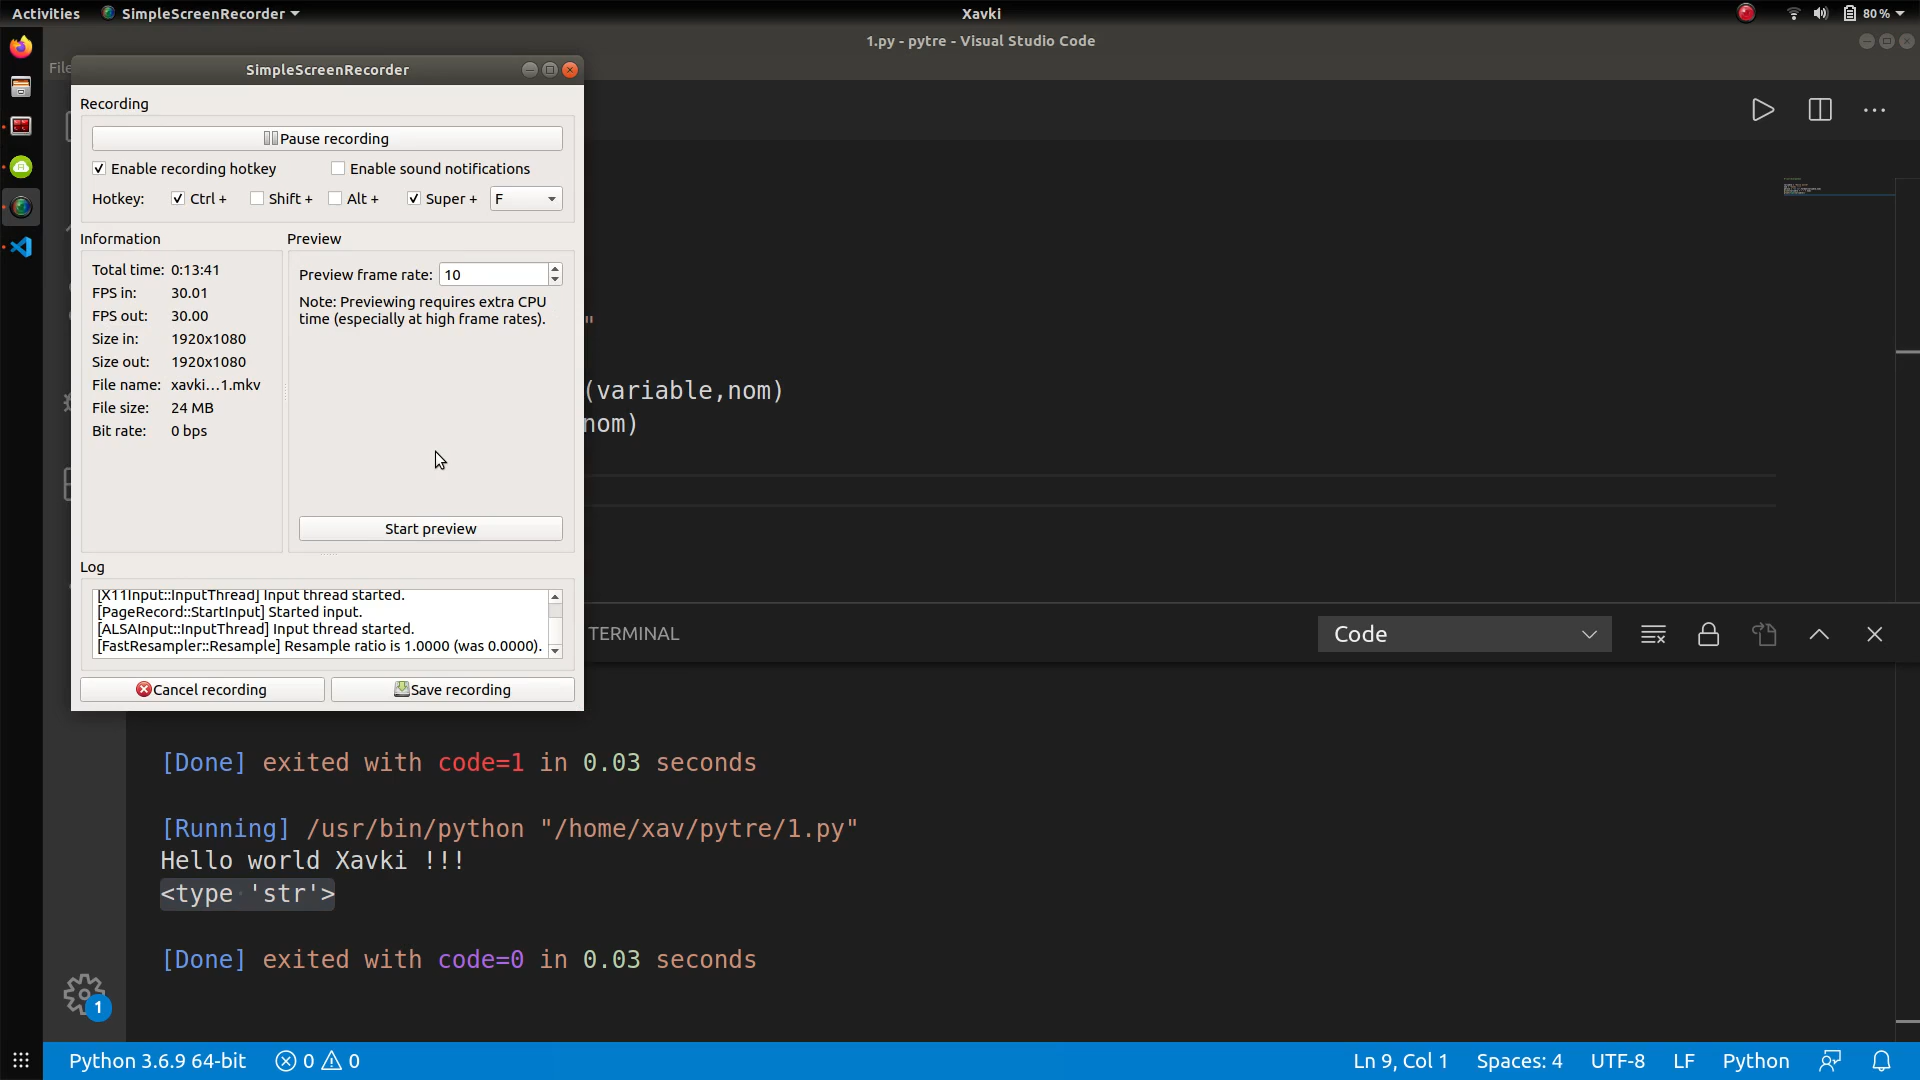 Activities
SimpleScreenRecorder
Xavki
80 %
1.py - pytre - Visual Studio Code
File
SimpleScreenRecorder
Recording
Pause recording
Enable recording hotkey
Enable sound notifications
Hotkey:
Ctrl +
Shift +
Alt +
Super +
F
Information
Preview
Total time: 0:13:41
FPS in: 30.01
FPS out: 30.00
Size in: 1920x1080
Size out: 1920x1080
File name: xavki...1.mkv
File size: 24 MB
Bit rate: 0 bps
Preview frame rate: 10
Note: Previewing requires extra CPU
time (especially at high frame rates).
Start preview
"
(variable,nom)
nom)
Log
[X11Input::InputThread] Input thread started.
[PageRecord::StartInput] Started input.
[ALSAInput::InputThread] Input thread started.
[FastResampler::Resample] Resample ratio is 1.0000 (was 0.0000).
Cancel recording
Save recording
TERMINAL
Code
[Done] exited with code=1 in 0.03 seconds
[Running] /usr/bin/python "/home/xav/pytre/1.py"
Hello world Xavki !!!
<type 'str'>
[Done] exited with code=0 in 0.03 seconds
1
Python 3.6.9 64-bit
0
0
Ln 9, Col 1
Spaces: 4
UTF-8
LF
Python